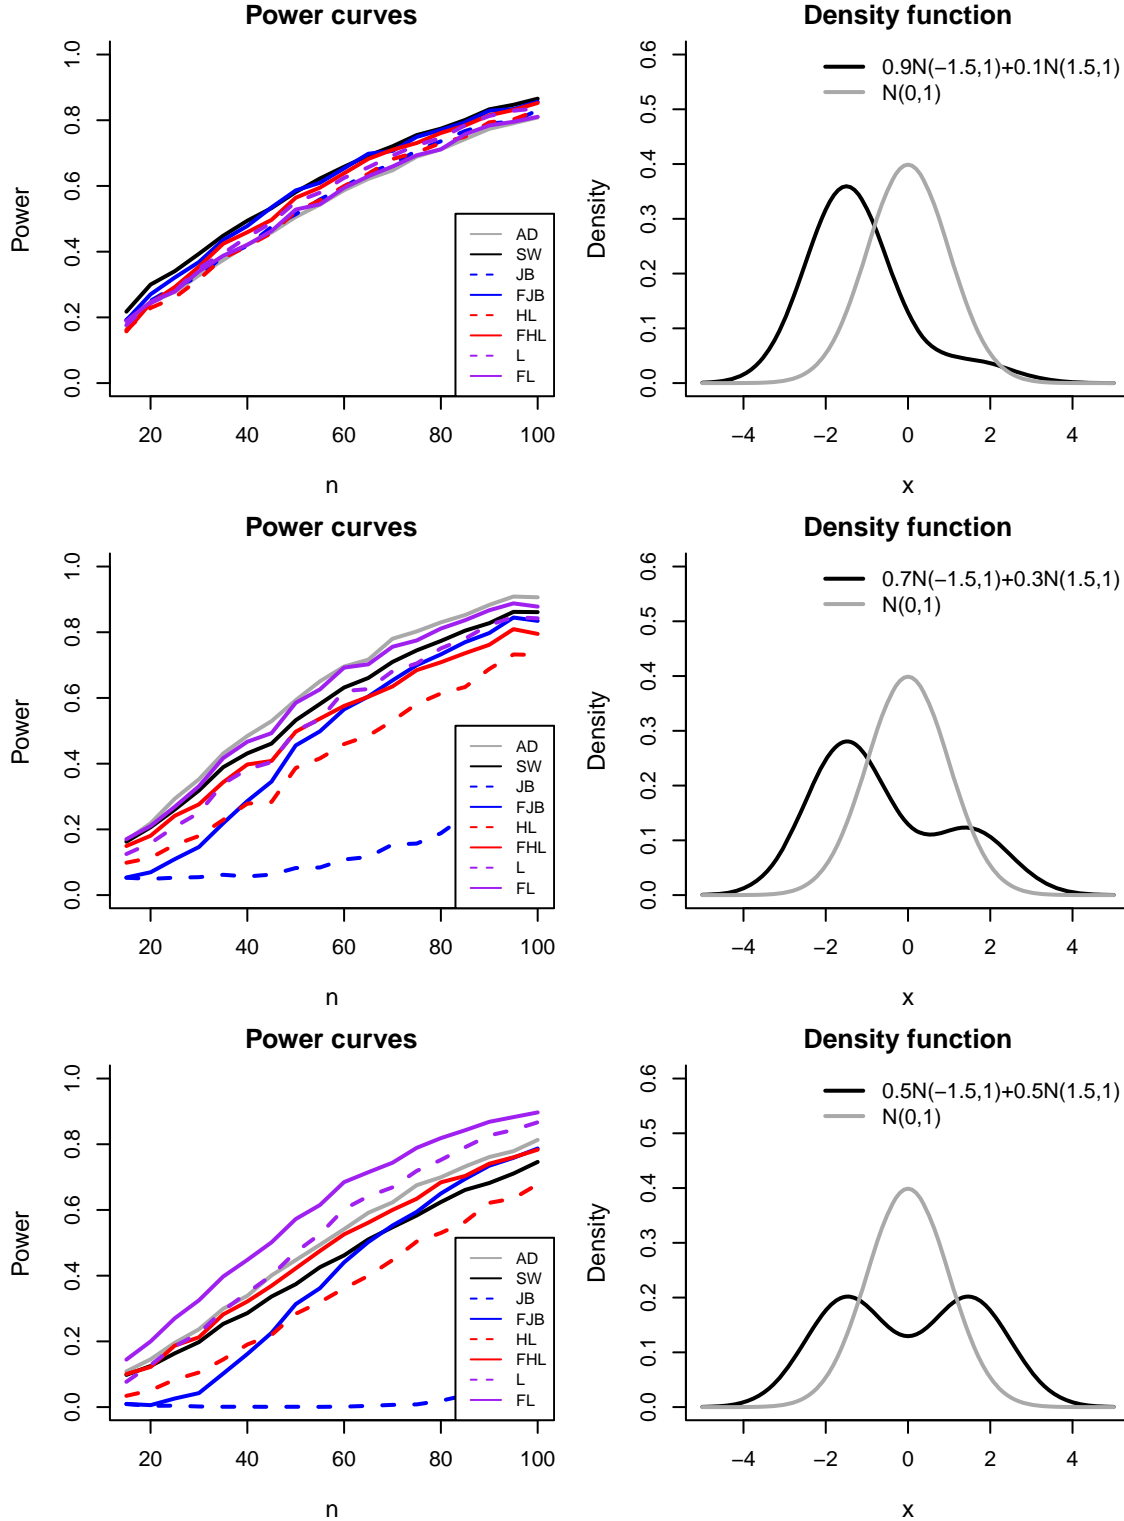 Power curves
Power
0.0 0.2 0.4 0.6 0.8 1.0
AD
SW
JB
FJB
HL
FHL
L
FL
20 40 60 80 100
n
Density function
Density
0.0 0.1 0.2 0.3 0.4 0.5 0.6
0.9N(−1.5,1)+0.1N(1.5,1)
N(0,1)
−4 −2 0 2 4
x
Power curves
Power
0.0 0.2 0.4 0.6 0.8 1.0
AD
SW
JB
FJB
HL
FHL
L
FL
20 40 60 80 100
n
Density function
Density
0.0 0.1 0.2 0.3 0.4 0.5 0.6
0.7N(−1.5,1)+0.3N(1.5,1)
N(0,1)
−4 −2 0 2 4
x
Power curves
Power
0.0 0.2 0.4 0.6 0.8 1.0
AD
SW
JB
FJB
HL
FHL
L
FL
20 40 60 80 100
n
Density function
Density
0.0 0.1 0.2 0.3 0.4 0.5 0.6
0.5N(−1.5,1)+0.5N(1.5,1)
N(0,1)
−4 −2 0 2 4
x